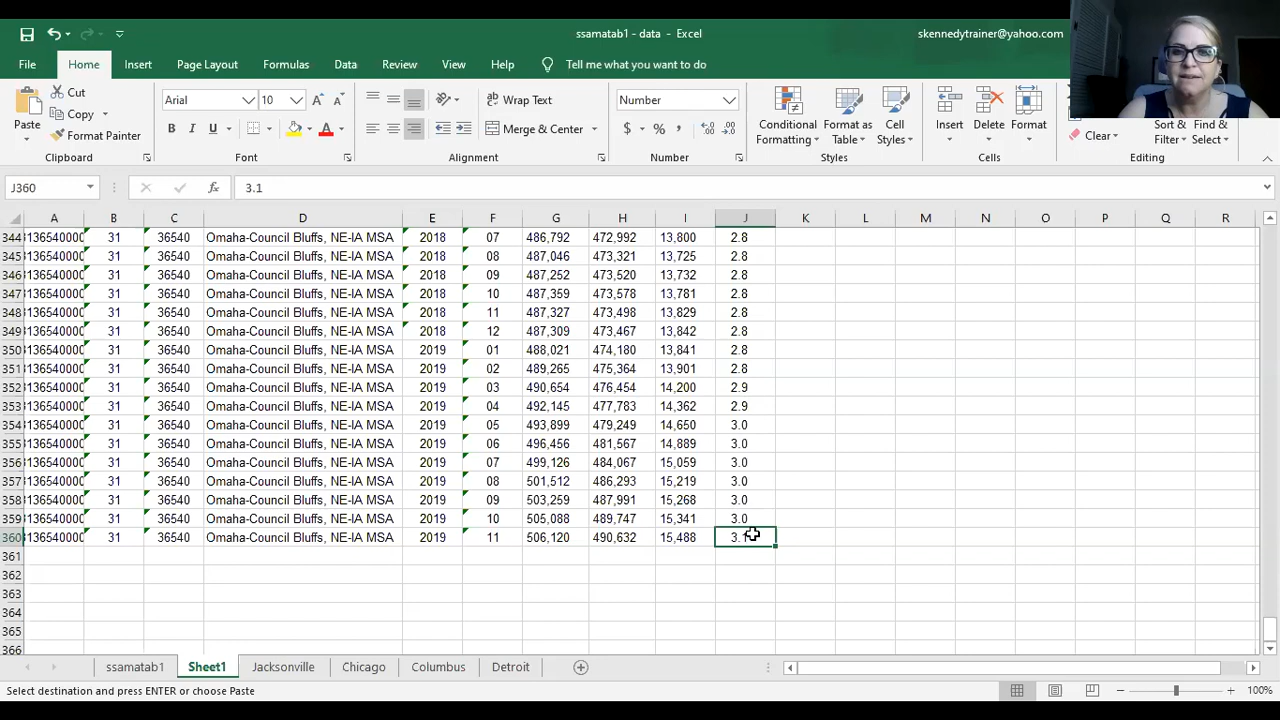 ssamatab1 - data - Excel
skennedytrainer@yahoo.com
File Home Insert Page Layout Formulas Data Review View Help Tell me what you want to do
Paste
Cut
Copy
Format Painter
Clipboard
Arial 10
B I U
Font
Wrap Text
Merge & Center
Alignment
Number
$ % ,
Number
Conditional Formatting
Format as Table
Cell Styles
Styles
Insert Delete Format
Cells
Clear
Sort & Filter
Find & Select
Editing
J360 fx 3.1
A B C D E F G H I J K L M N O P Q R
344 3136540000 31 36540 Omaha-Council Bluffs, NE-IA MSA 2018 07 486,792 472,992 13,800 2.8
345 3136540000 31 36540 Omaha-Council Bluffs, NE-IA MSA 2018 08 487,046 473,321 13,725 2.8
346 3136540000 31 36540 Omaha-Council Bluffs, NE-IA MSA 2018 09 487,252 473,520 13,732 2.8
347 3136540000 31 36540 Omaha-Council Bluffs, NE-IA MSA 2018 10 487,359 473,578 13,781 2.8
348 3136540000 31 36540 Omaha-Council Bluffs, NE-IA MSA 2018 11 487,327 473,498 13,829 2.8
349 3136540000 31 36540 Omaha-Council Bluffs, NE-IA MSA 2018 12 487,309 473,467 13,842 2.8
350 3136540000 31 36540 Omaha-Council Bluffs, NE-IA MSA 2019 01 488,021 474,180 13,841 2.8
351 3136540000 31 36540 Omaha-Council Bluffs, NE-IA MSA 2019 02 489,265 475,364 13,901 2.8
352 3136540000 31 36540 Omaha-Council Bluffs, NE-IA MSA 2019 03 490,654 476,454 14,200 2.9
353 3136540000 31 36540 Omaha-Council Bluffs, NE-IA MSA 2019 04 492,145 477,783 14,362 2.9
354 3136540000 31 36540 Omaha-Council Bluffs, NE-IA MSA 2019 05 493,899 479,249 14,650 3.0
355 3136540000 31 36540 Omaha-Council Bluffs, NE-IA MSA 2019 06 496,456 481,567 14,889 3.0
356 3136540000 31 36540 Omaha-Council Bluffs, NE-IA MSA 2019 07 499,126 484,067 15,059 3.0
357 3136540000 31 36540 Omaha-Council Bluffs, NE-IA MSA 2019 08 501,512 486,293 15,219 3.0
358 3136540000 31 36540 Omaha-Council Bluffs, NE-IA MSA 2019 09 503,259 487,991 15,268 3.0
359 3136540000 31 36540 Omaha-Council Bluffs, NE-IA MSA 2019 10 505,088 489,747 15,341 3.0
360 3136540000 31 36540 Omaha-Council Bluffs, NE-IA MSA 2019 11 506,120 490,632 15,488 3.1
361
362
363
364
365
366
ssamatab1 Sheet1 Jacksonville Chicago Columbus Detroit
Select destination and press ENTER or choose Paste
100%